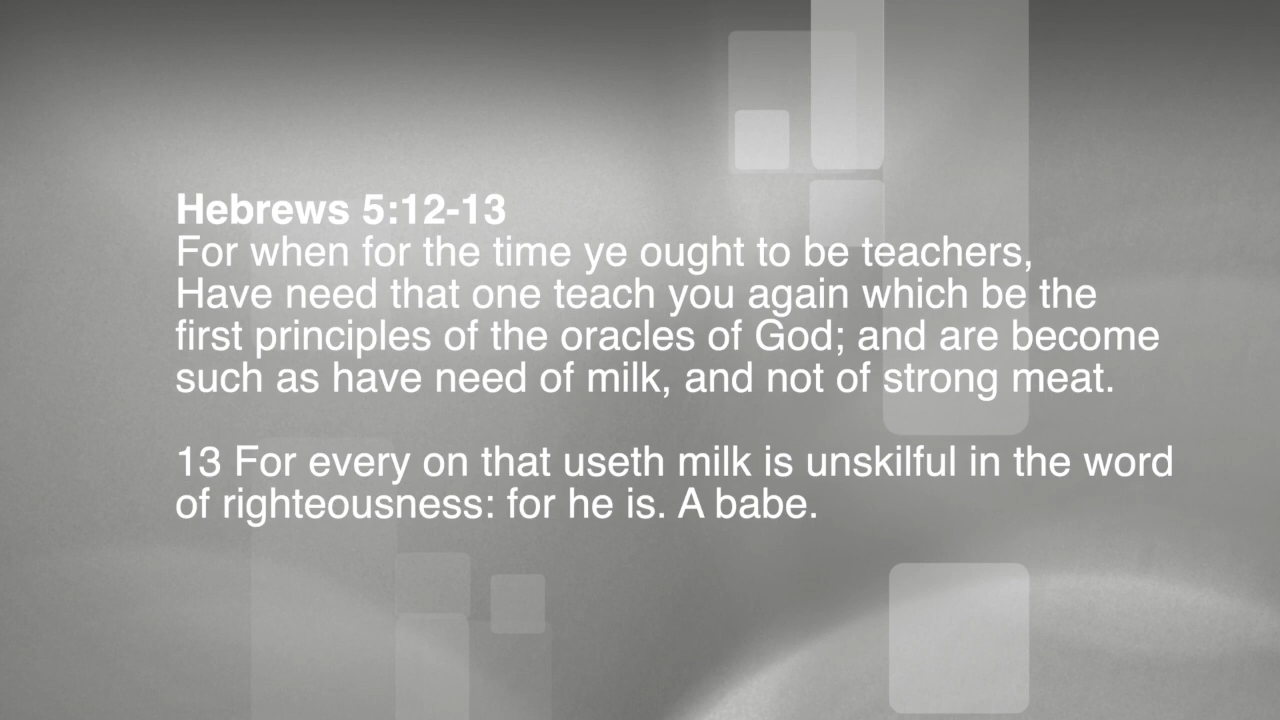 Hebrews 5:12-13
For when for the time ye ought to be teachers,
Have need that one teach you again which be the
first principles of the oracles of God; and are become
such as have need of milk, and not of strong meat.
13 For every on that useth milk is unskilful in the word
of righteousness: for he is. A babe.